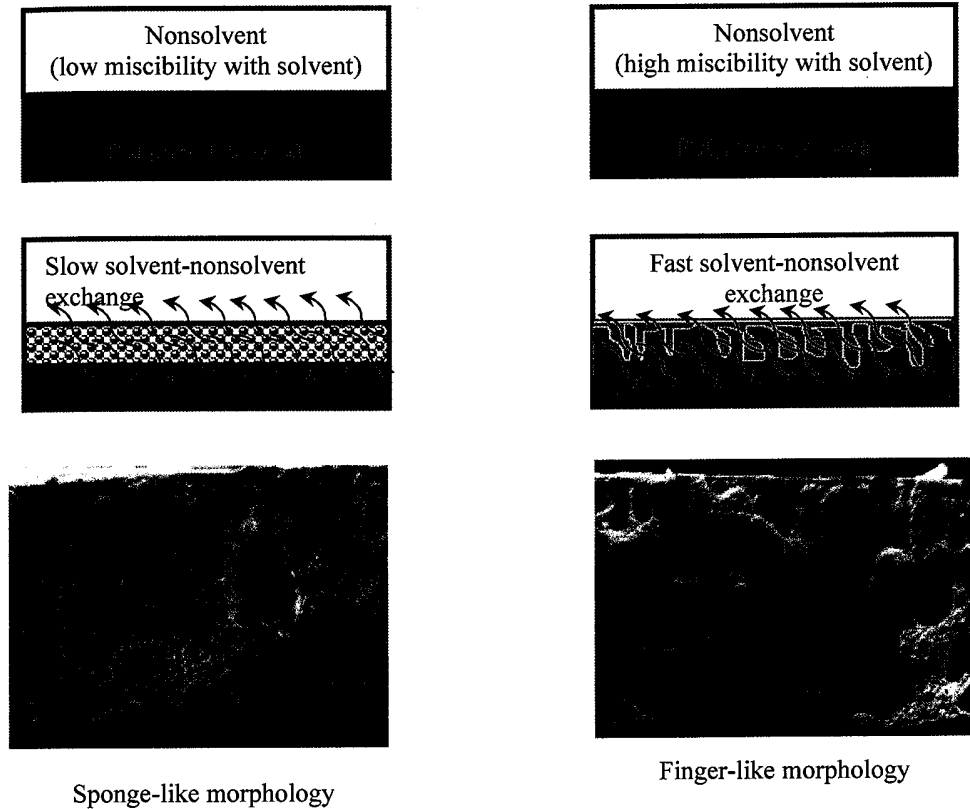 Nonsolvent
(low miscibility with solvent)
Nonsolvent
(high miscibility with solvent)
Slow solvent-nonsolvent
exchange
Fast solvent-nonsolvent
exchange
Sponge-like morphology
Finger-like morphology